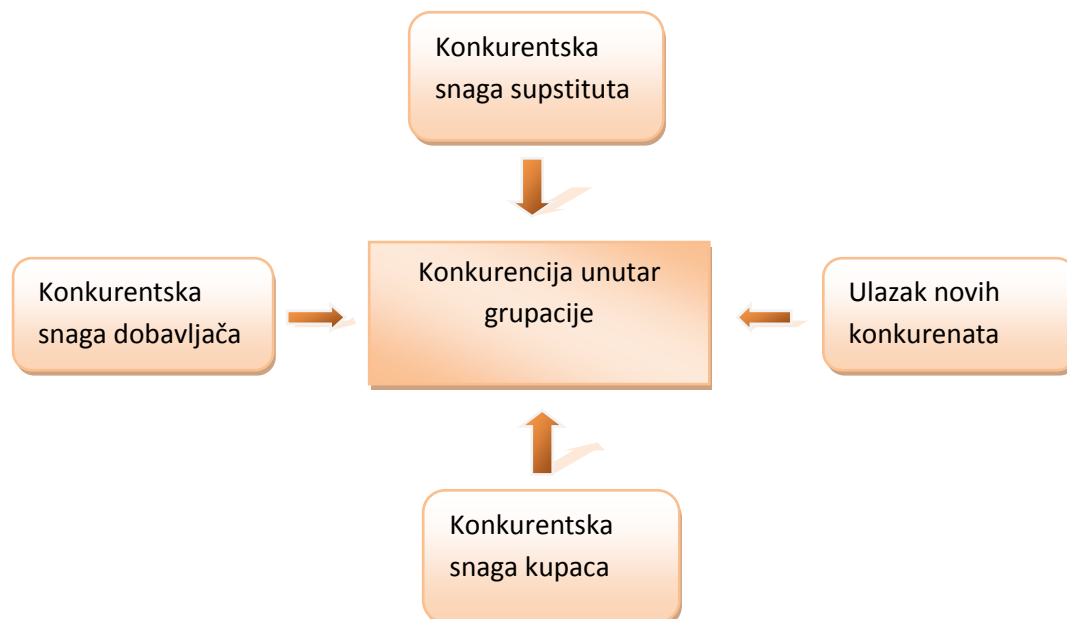 Konkurentska
snaga supstituta
Konkurentska
snaga dobavljača
Konkurencija unutar
grupacije
Ulazak novih
konkurenata
Konkurentska
snaga kupaca